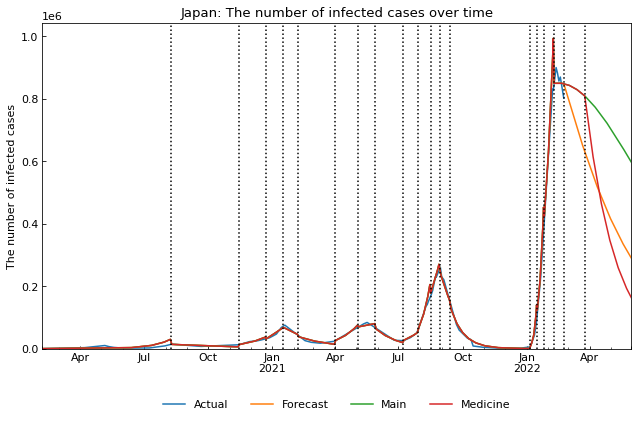 Japan: The number of infected cases over time
1e6
1.0
0.8
0.6
0.4
0.2
0.0
The number of infected cases
Apr Jul Oct Jan Apr Jul Oct Jan Apr
2021 2022
Actual Forecast Main Medicine